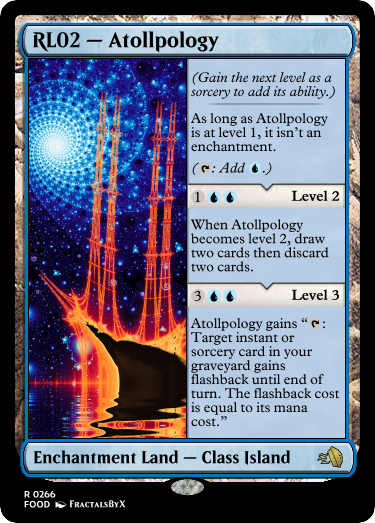 RL02 — Atollpology
(Gain the next level as a
sorcery to add its ability.)
As long as Atollpology
is at level 1, it isn't an
enchantment.
(: Add .)
1 Level 2
When Atollpology
becomes level 2, draw
two cards then discard
two cards.
3 Level 3
Atollpology gains “:
Target instant or
sorcery card in your
graveyard gains
flashback until end of
turn. The flashback cost
is equal to its mana
cost.”
Enchantment Land — Class Island
R 0266
FOOD FractalsByX